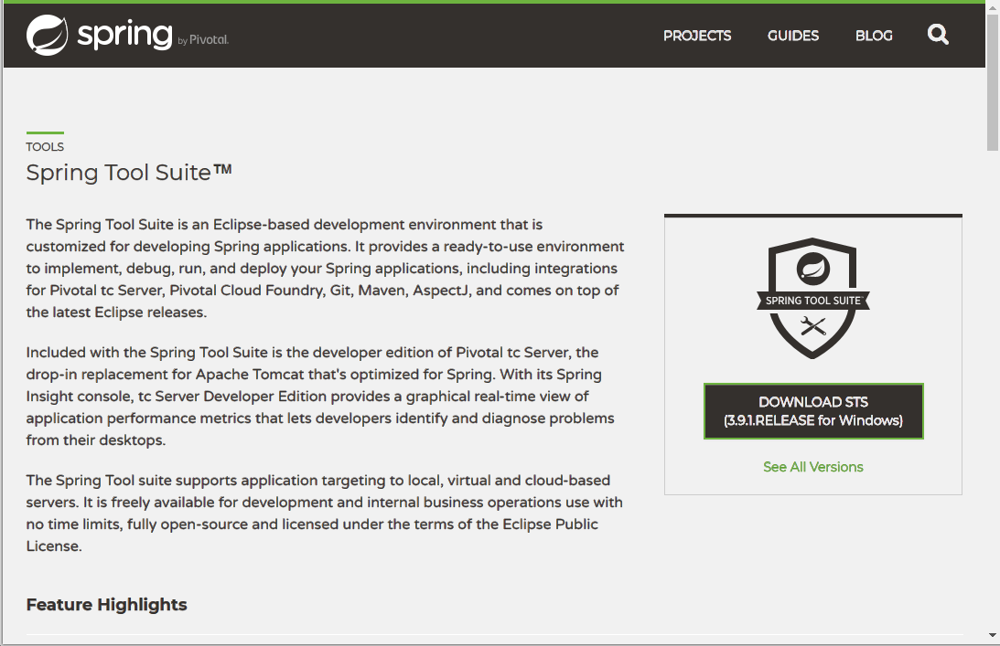 spring by Pivotal.
PROJECTS GUIDES BLOG
TOOLS
Spring Tool Suite™
The Spring Tool Suite is an Eclipse-based development environment that is
customized for developing Spring applications. It provides a ready-to-use environment
to implement, debug, run, and deploy your Spring applications, including integrations
for Pivotal tc Server, Pivotal Cloud Foundry, Git, Maven, AspectJ, and comes on top of
the latest Eclipse releases.
Included with the Spring Tool Suite is the developer edition of Pivotal tc Server, the
drop-in replacement for Apache Tomcat that's optimized for Spring. With its Spring
Insight console, tc Server Developer Edition provides a graphical real-time view of
application performance metrics that lets developers identify and diagnose problems
from their desktops.
The Spring Tool suite supports application targeting to local, virtual and cloud-based
servers. It is freely available for development and internal business operations use with
no time limits, fully open-source and licensed under the terms of the Eclipse Public
License.
SPRING TOOL SUITE™
DOWNLOAD STS
(3.9.1.RELEASE for Windows)
See All Versions
Feature Highlights